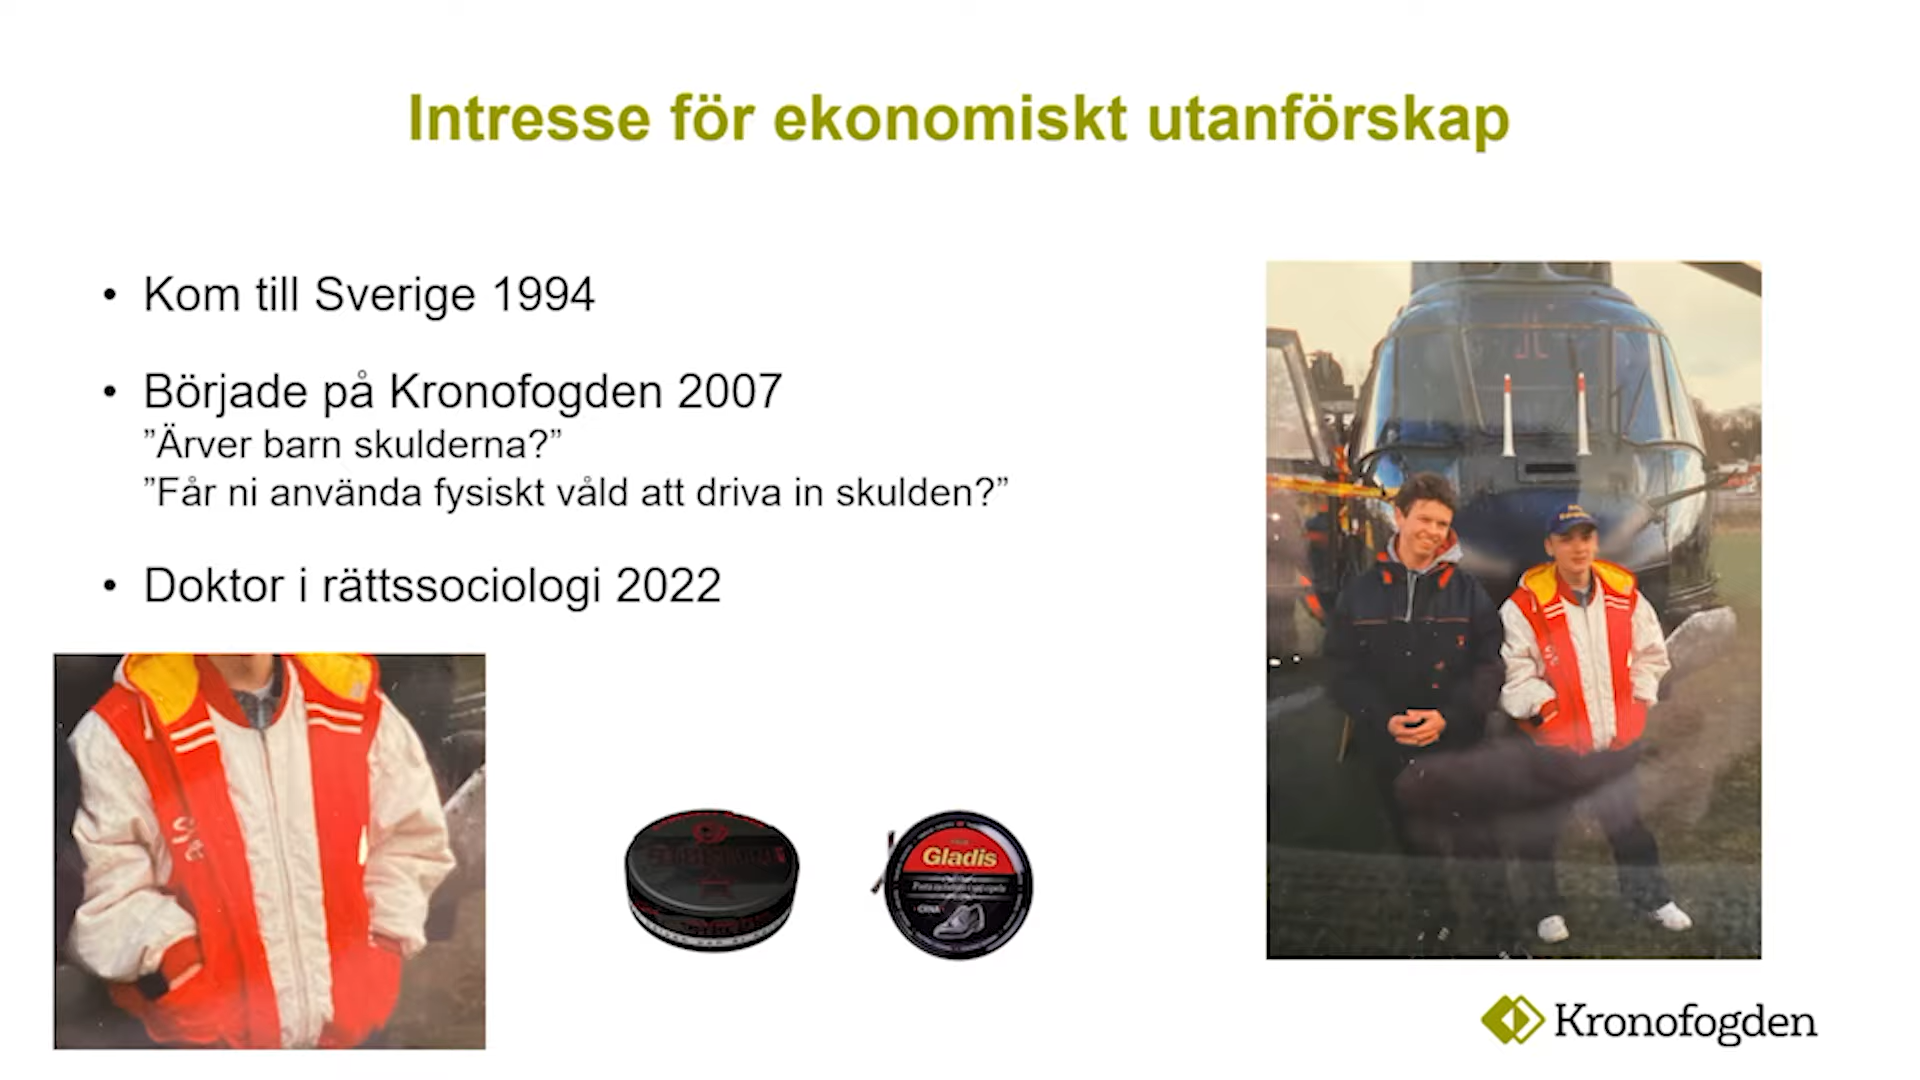 Intresse för ekonomiskt utanförskap
• Kom till Sverige 1994
• Började på Kronofogden 2007
”Ärver barn skulderna?”
”Får ni använda fysiskt våld att driva in skulden?”
• Doktor i rättssociologi 2022
Gladis
CRNA
Kronofogden